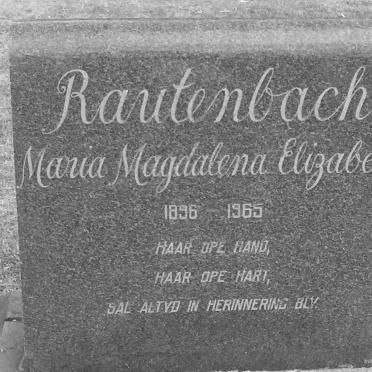 Rautenbach
Maria Magdalena Elizabe
1896 - 1965
HAAR OPE HAND,
HAAR OPE HART,
SAL ALTYD IN HERINNERING BLY.